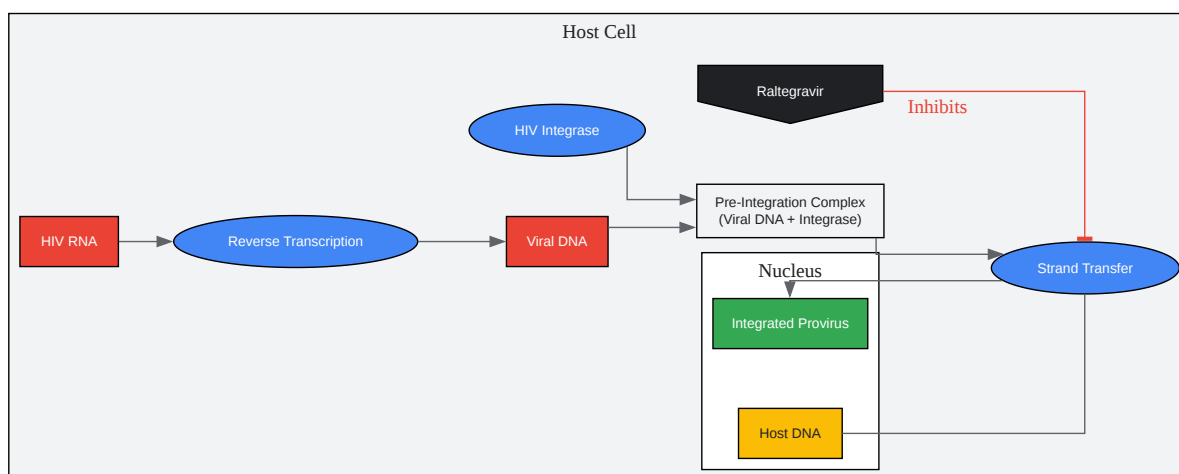 Host Cell
Raltegravir
Inhibits
HIV Integrase
Pre-Integration Complex
(Viral DNA + Integrase)
HIV RNA
Reverse Transcription
Viral DNA
Strand Transfer
Nucleus
Integrated Provirus
Host DNA